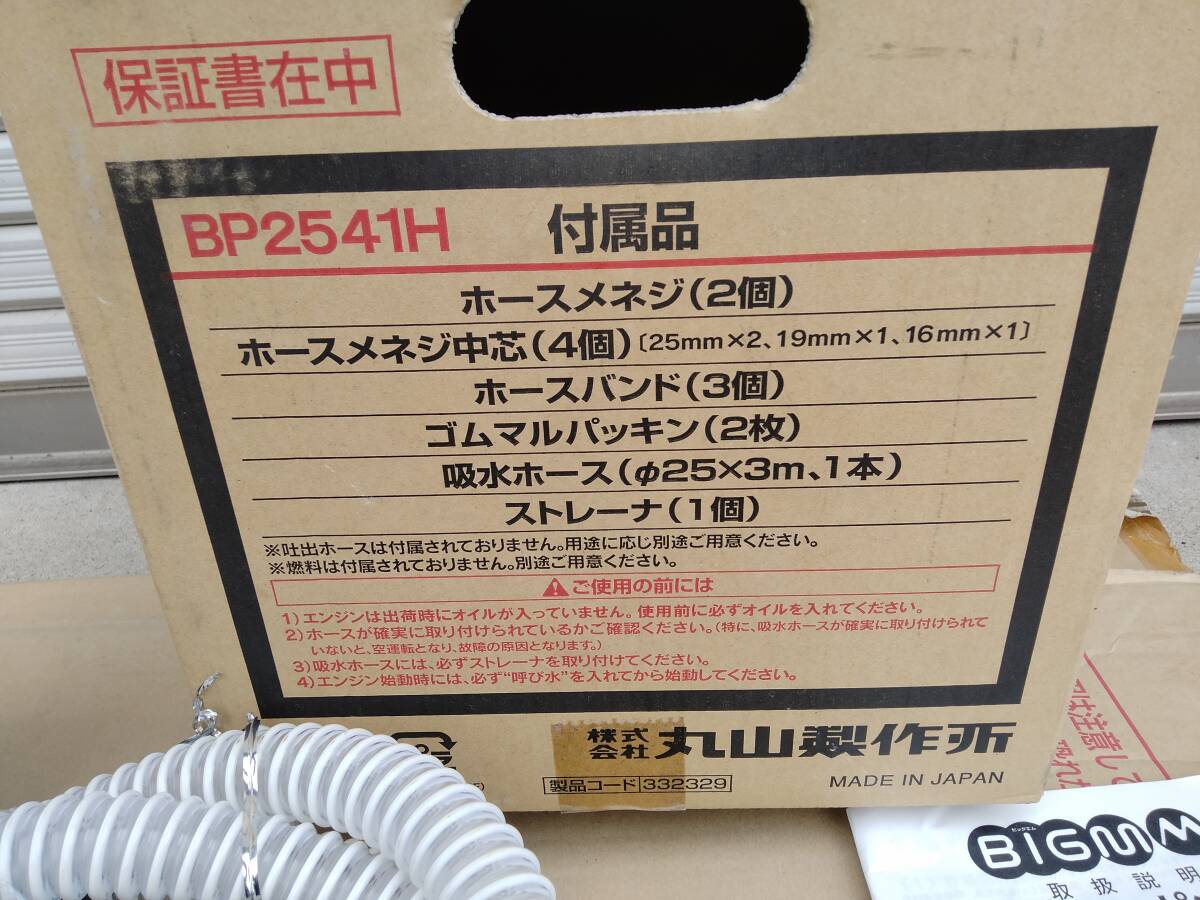 保証書在中
BP2541H 付属品
ホースメネジ(2個)
ホースメネジ中芯(4個)〔25mm×2、19mm×1、16mm×1〕
ホースバンド(3個)
ゴムマルパッキン(2枚)
吸水ホース(φ25×3m、1本)
ストレーナ(1個)
※吐出ホースは付属されておりません。用途に応じ別途ご用意ください。
※燃料は付属されておりません。別途ご用意ください。
ご使用の前には
1)エンジンは出荷時にオイルが入っていません。使用前に必ずオイルを入れてください。
2)ホースが確実に取り付けられているかご確認ください。(特に、吸水ホースが確実に取り付けられて
いないと、空運転となり、故障の原因となります。)
3)吸水ホースには、必ずストレーナを取り付けてください。
4)エンジン始動時には、必ず“呼び水”を入れてから始動してください。
株式会社 丸山製作所
製品コード 332329
MADE IN JAPAN
は注意して
ビッグエム
BIGM
取扱説明